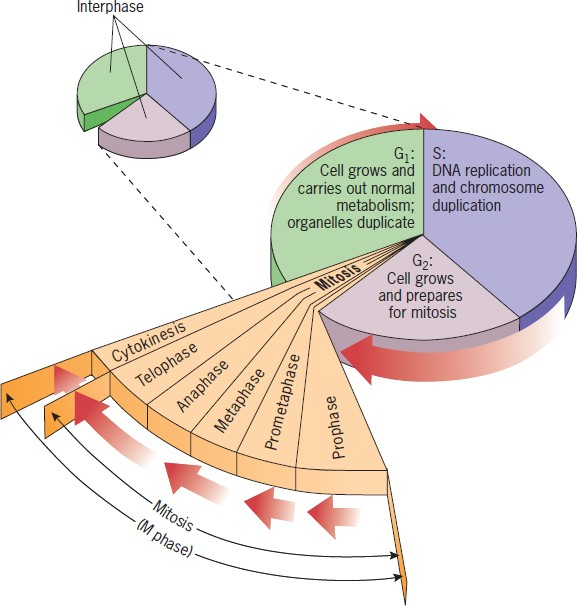 Interphase
G1:
Cell grows and
carries out normal
metabolism;
organelles duplicate
S:
DNA replication
and chromosome
duplication
G2:
Cell grows
and prepares
for mitosis
Mitosis
Cytokinesis
Telophase
Anaphase
Metaphase
Prometaphase
Prophase
Mitosis
(M phase)